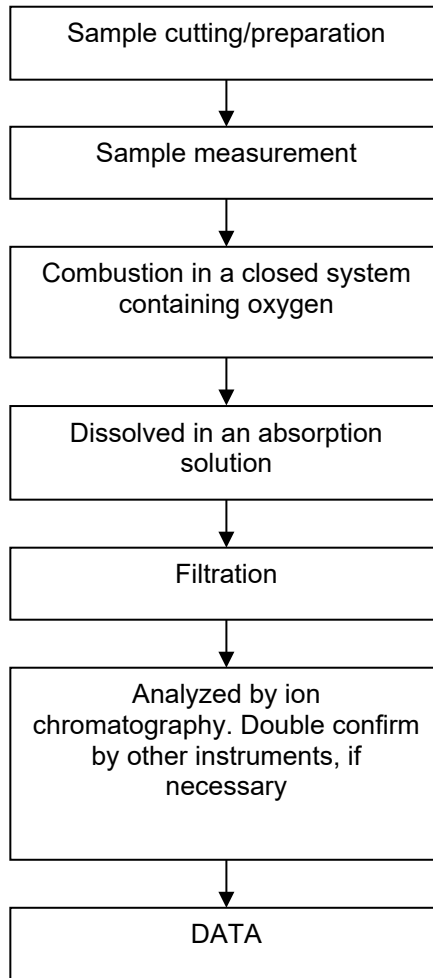 Sample cutting/preparation
Sample measurement
Combustion in a closed system
containing oxygen
Dissolved in an absorption
solution
Filtration
Analyzed by ion
chromatography. Double confirm
by other instruments, if
necessary
DATA